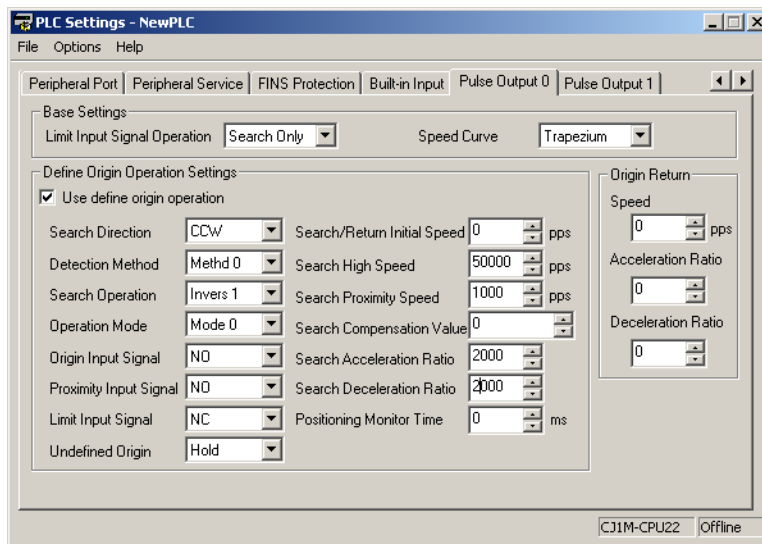 PLC Settings - NewPLC
File Options Help
Peripheral Port Peripheral Service FINS Protection Built-in Input Pulse Output 0 Pulse Output 1
Base Settings
Limit Input Signal Operation Search Only Speed Curve Trapezium
Define Origin Operation Settings
Use define origin operation
Search Direction CCW Search/Return Initial Speed 0 pps
Detection Method Methd 0 Search High Speed 50000 pps
Search Operation Invers 1 Search Proximity Speed 1000 pps
Operation Mode Mode 0 Search Compensation Value 0
Origin Input Signal NO Search Acceleration Ratio 2000
Proximity Input Signal NO Search Deceleration Ratio 2000
Limit Input Signal NC Positioning Monitor Time 0 ms
Undefined Origin Hold
Origin Return
Speed
0 pps
Acceleration Ratio
0
Deceleration Ratio
0
CJ1M-CPU22 Offline